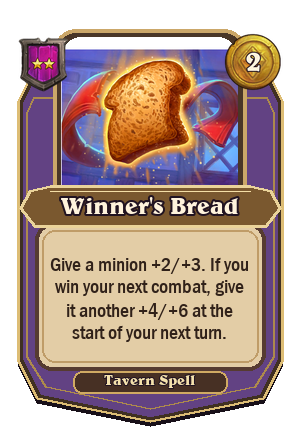 2
Winner's Bread
Give a minion +2/+3. If you
win your next combat, give
it another +4/+6 at the
start of your next turn.
Tavern Spell